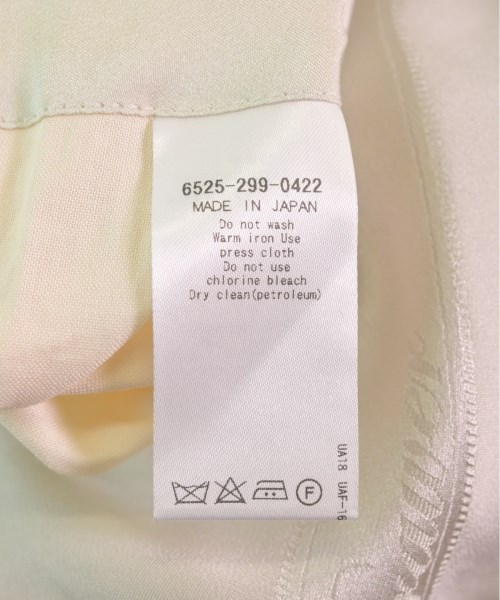 6525-299-0422
MADE IN JAPAN
Do not wash
Warm iron Use
press cloth
Do not use
chlorine bleach
Dry clean(petroleum)
UA18 UAF-16
F